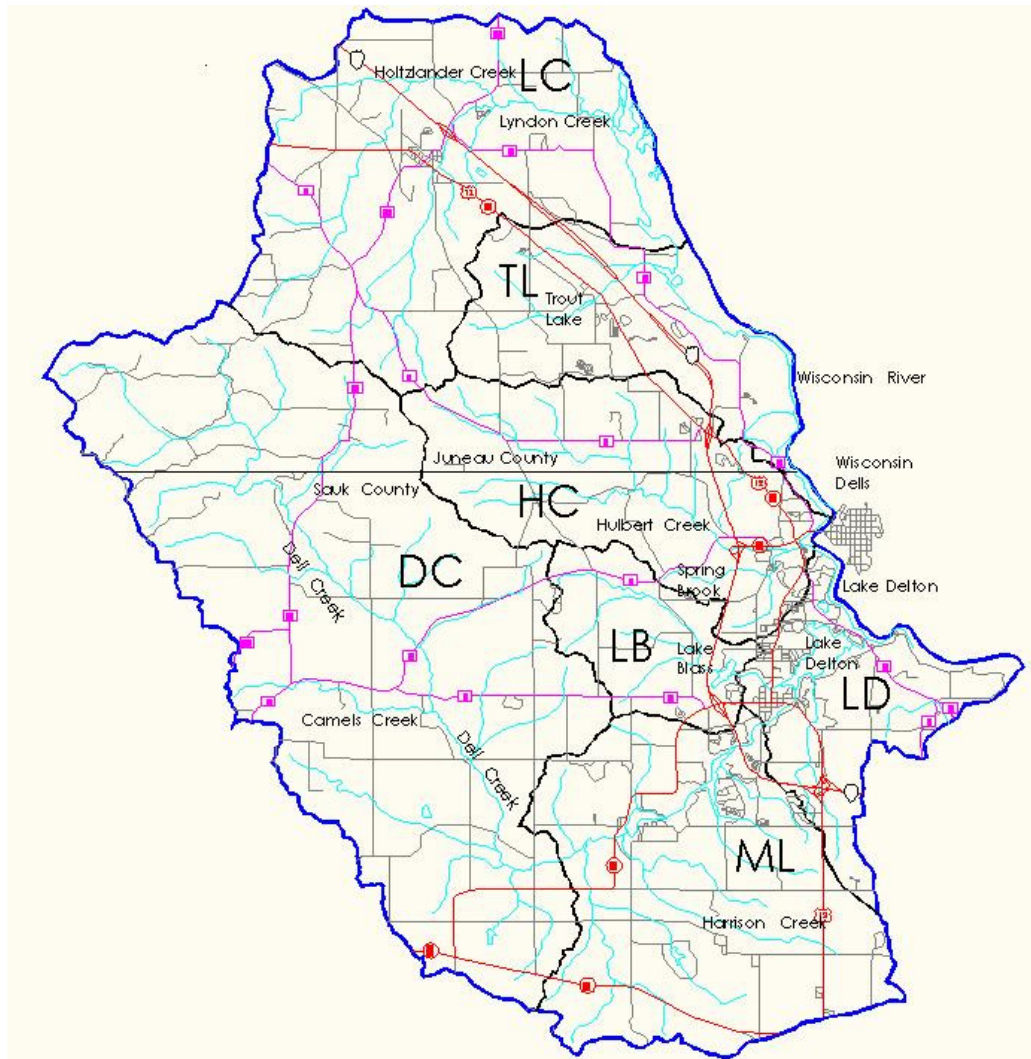 Holtzlander Creek
LC
Lyndon Creek
12
TL
Trout
Lake
Wisconsin River
Juneau County
Wisconsin
Dells
Sauk County
HC
Hulbert Creek
Dell Creek
DC
Spring
Brook
Lake Delton
LB
Lake
Blass
Lake
Delton
LD
Camels Creek
Dell Creek
ML
Harrison Creek